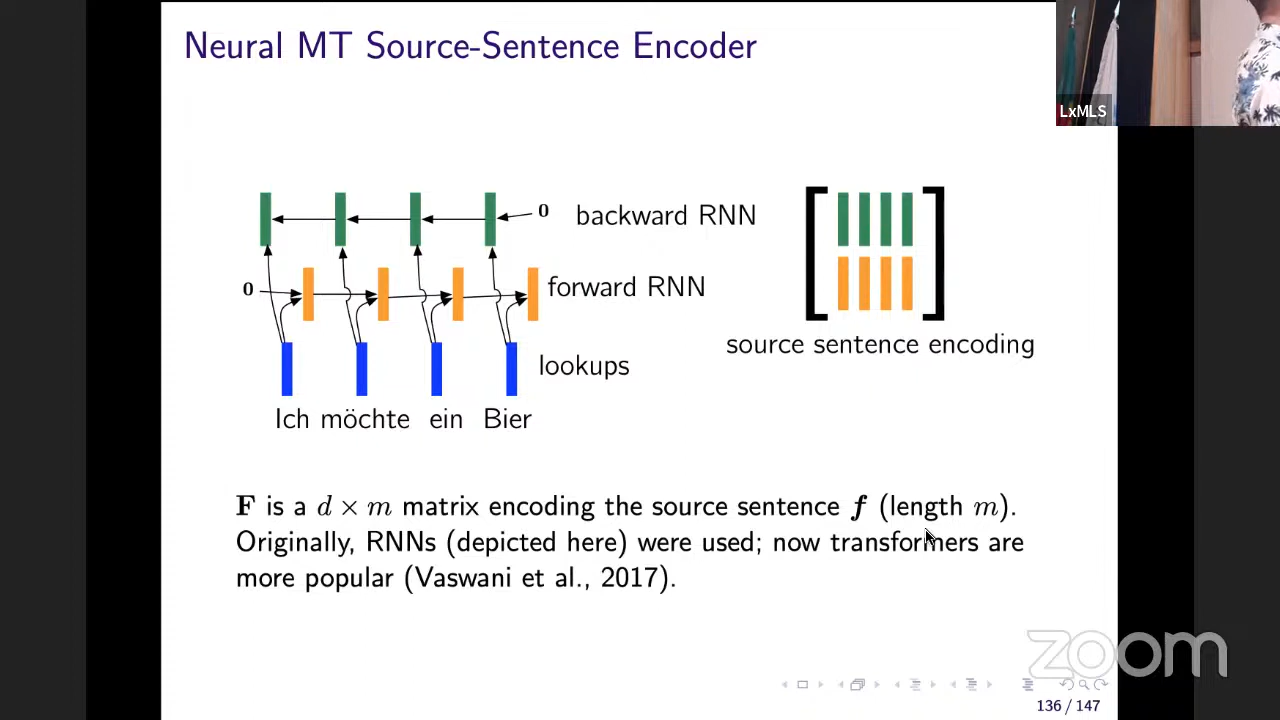 Neural MT Source-Sentence Encoder
LxMLS
0 backward RNN
0 forward RNN
lookups
Ich möchte ein Bier
source sentence encoding
F is a d × m matrix encoding the source sentence f (length m).
Originally, RNNs (depicted here) were used; now transformers are
more popular (Vaswani et al., 2017).
zoom
136 / 147